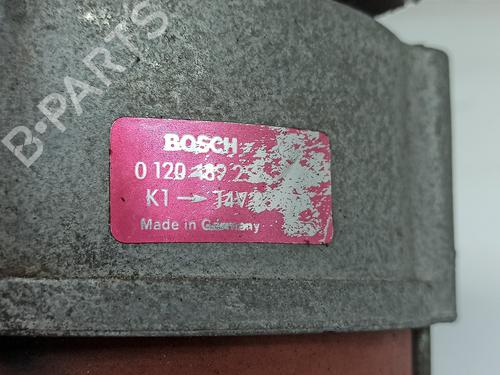 BOSCH
0 120 489 2
K1 → 14V
Made in Germany
B-PARTS